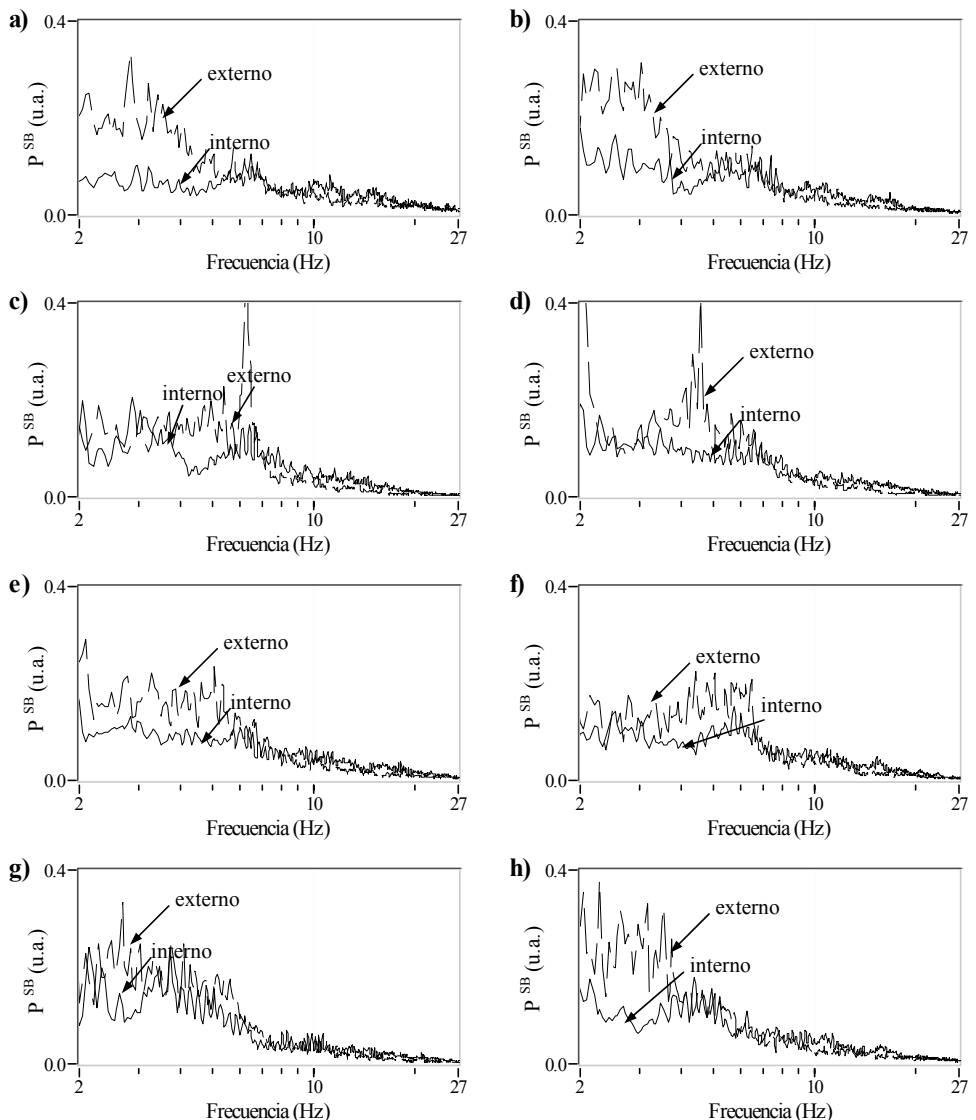 a)
0.4
P SB (u.a.)
externo
interno
0.0
2
10
27
Frecuencia (Hz)
b)
0.4
P SB (u.a.)
externo
interno
0.0
2
10
27
Frecuencia (Hz)
c)
0.4
P SB (u.a.)
interno
externo
0.0
2
10
27
Frecuencia (Hz)
d)
0.4
P SB (u.a.)
externo
interno
0.0
2
10
27
Frecuencia (Hz)
e)
0.4
P SB (u.a.)
externo
interno
0.0
2
10
27
Frecuencia (Hz)
f)
0.4
P SB (u.a.)
externo
interno
0.0
2
10
27
Frecuencia (Hz)
g)
0.4
P SB (u.a.)
externo
interno
0.0
2
10
27
Frecuencia (Hz)
h)
0.4
P SB (u.a.)
externo
interno
0.0
2
10
27
Frecuencia (Hz)